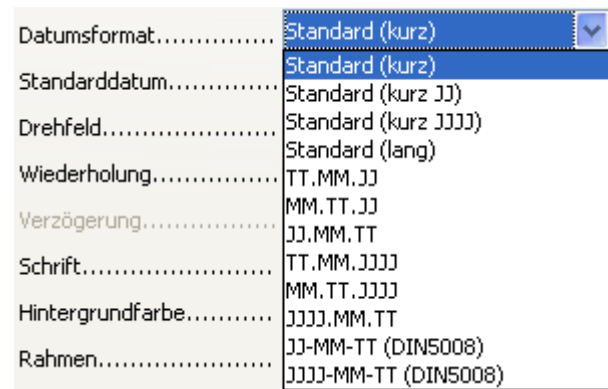 Datumsformat............... Standard (kurz)
Standard (kurz)
Standarddatum..............
Standard (kurz JJ)
Standard (kurz JJJJ)
Drehfeld.......................
Standard (lang)
Wiederholung................
TT.MM.JJ
MM.TT.JJ
Verzögerung.................
JJ.MM.TT
Schrift.........................
TT.MM.JJJJ
MM.TT.JJJJ
Hintergrundfarbe...........
JJJJ.MM.TT
JJ-MM-TT (DIN5008)
Rahmen.......................
JJJJ-MM-TT (DIN5008)